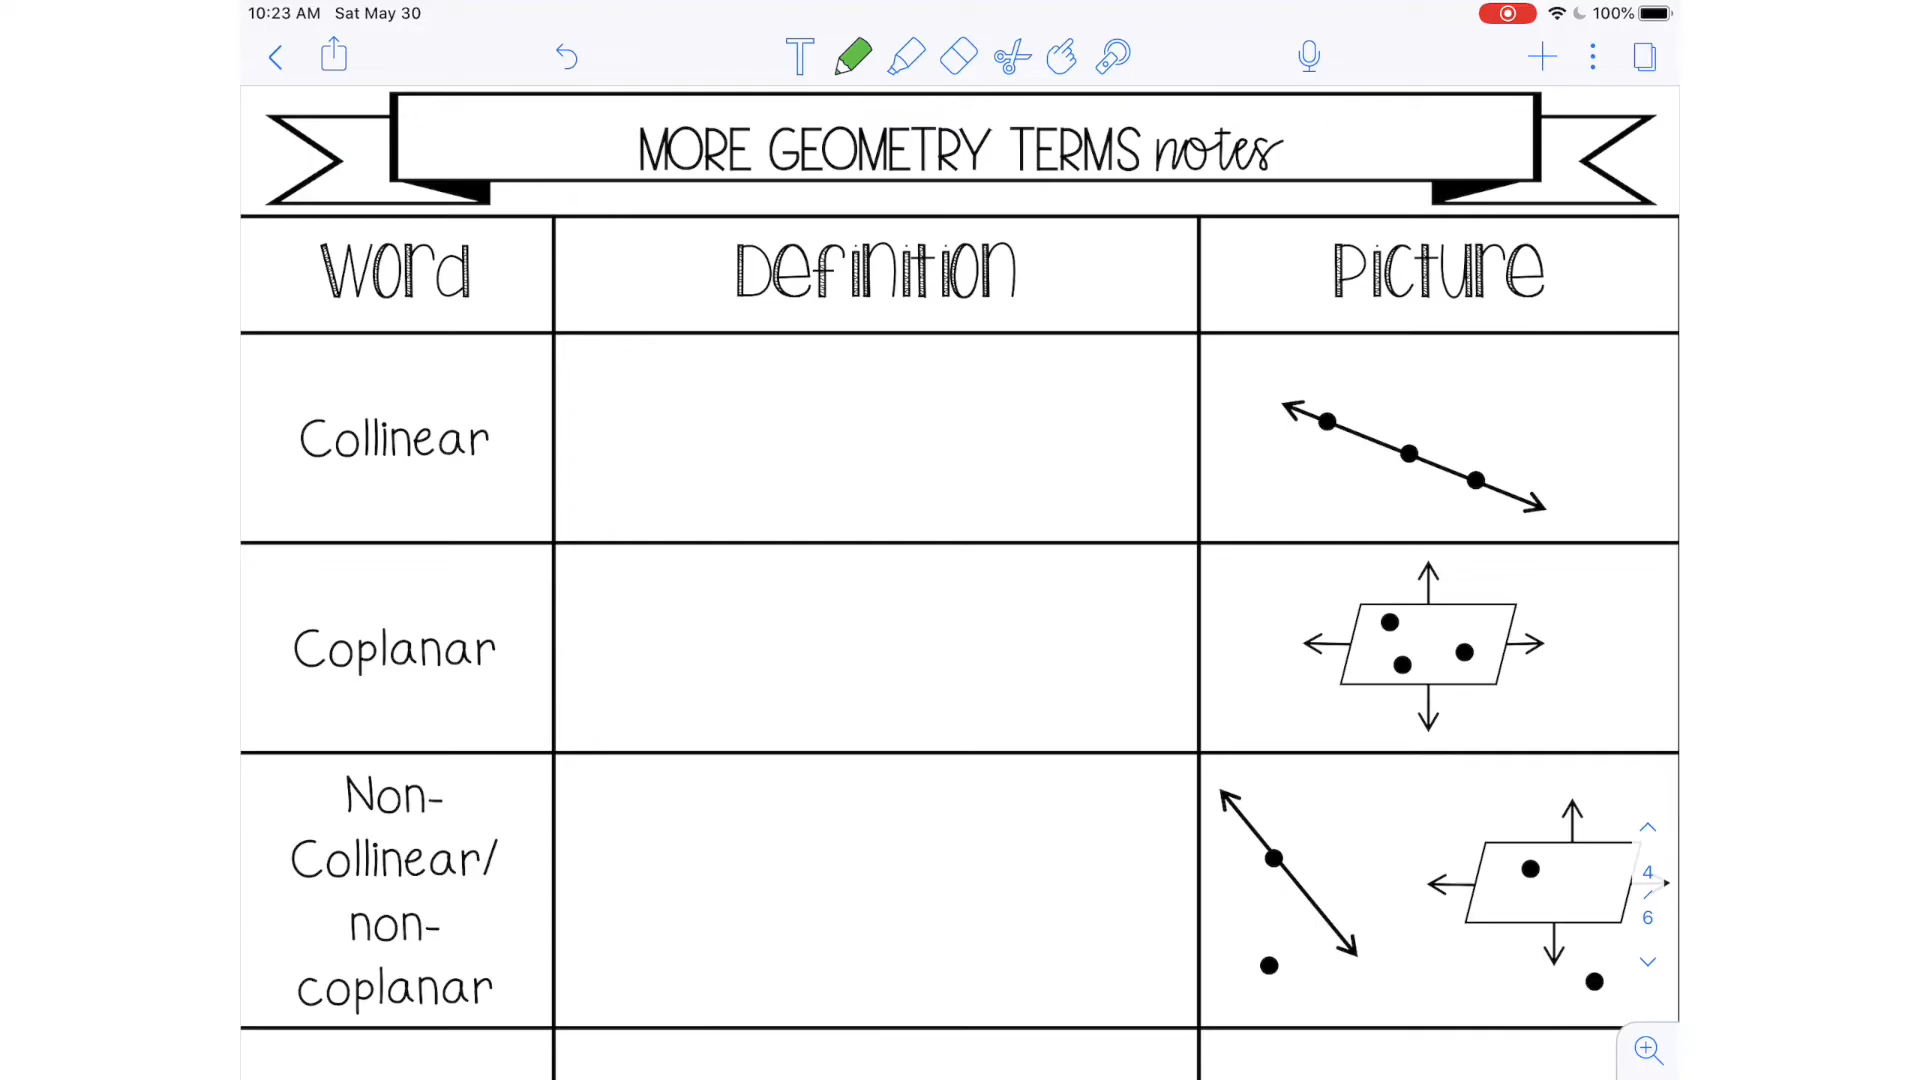 10:23 AM Sat May 30
100%
T
MORE GEOMETRY TERMS notes
Word Definition Picture
Collinear
Coplanar
Non-
Collinear/
non-
coplanar
4
/
6